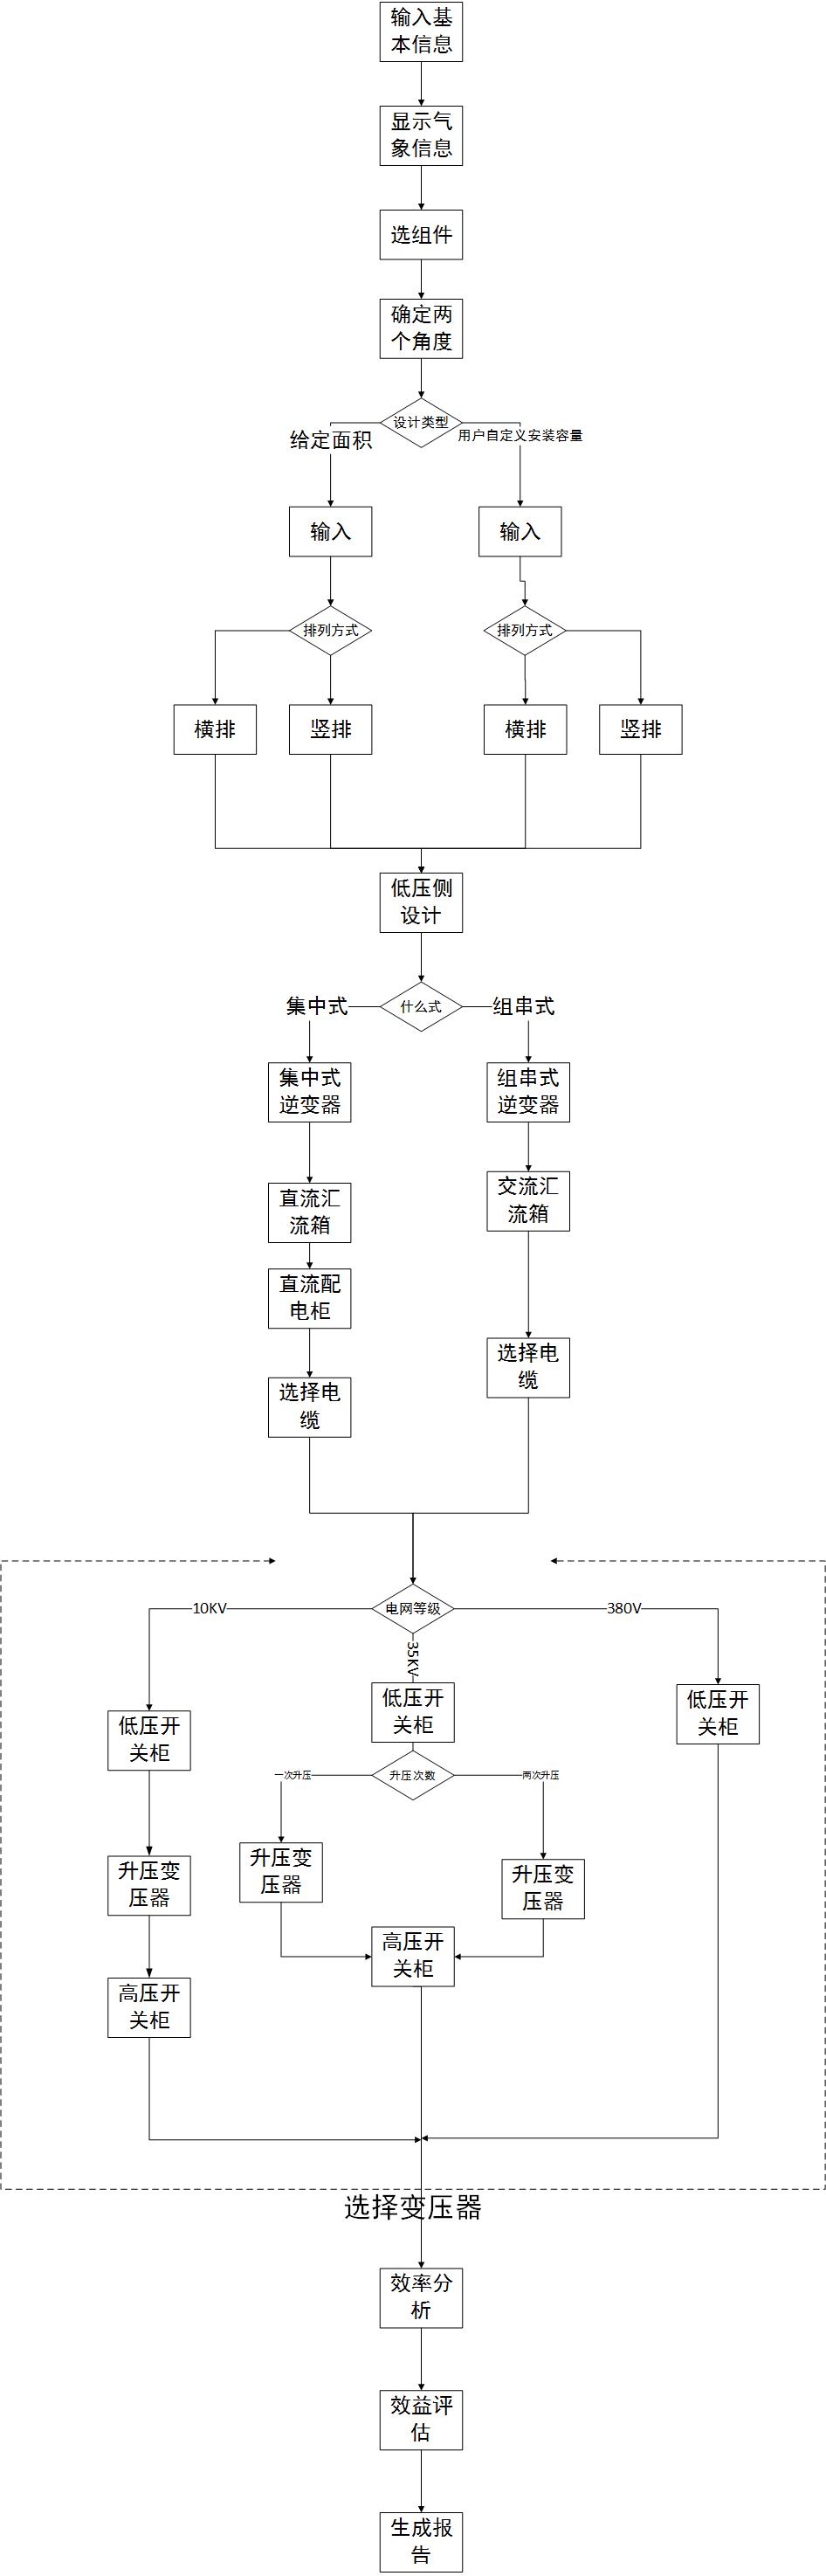 输入基
本信息
显示气
象信息
选组件
确定两
个角度
设计类型
给定面积
用户自定义安装容量
输入
输入
排列方式
排列方式
横排
竖排
横排
竖排
低压侧
设计
什么式
集中式
组串式
集中式
逆变器
组串式
逆变器
直流汇
流箱
交流汇
流箱
直流配
电柜
选择电
缆
选择电
缆
电网等级
10KV
380V
35KV
低压开
关柜
低压开
关柜
低压开
关柜
升压次数
一次升压
两次升压
升压变
压器
升压变
压器
升压变
压器
高压开
关柜
高压开
关柜
选择变压器
效率分
析
效益评
估
生成报
告